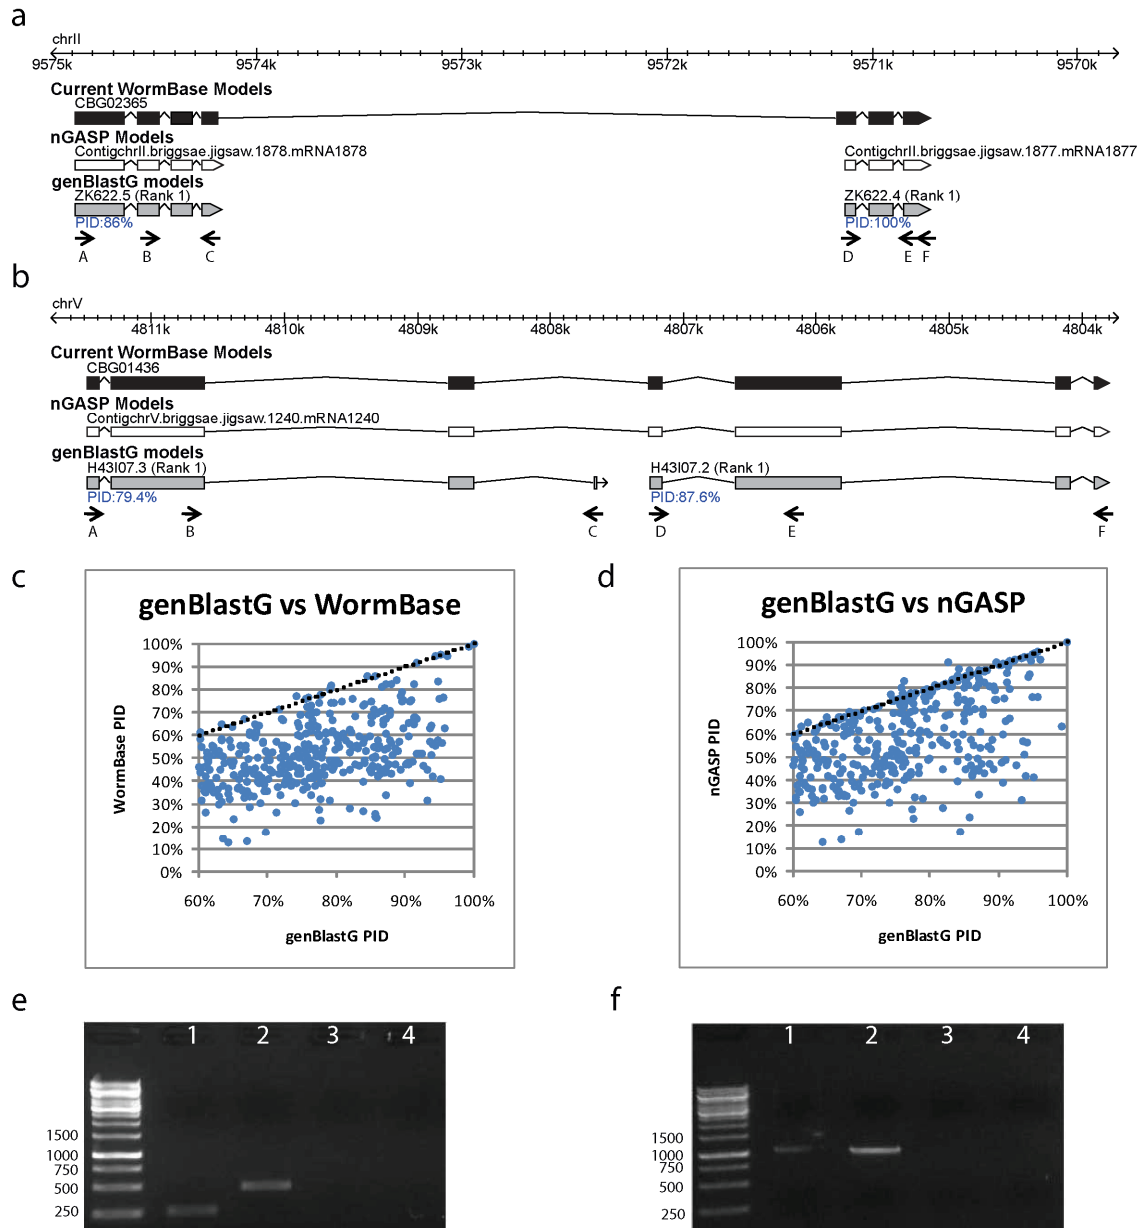 a
chrII
9575k 9574k 9573k 9572k 9571k 9570k
Current WormBase Models
CBG02365
nGASP Models
ContigchrII.briggsae.jigsaw.1878.mRNA1878 ContigchrII.briggsae.jigsaw.1877.mRNA1877
genBlastG models
ZK622.5 (Rank 1) ZK622.4 (Rank 1)
PID:86% PID:100%
A B C D E F
b
chrV
4811k 4810k 4809k 4808k 4807k 4806k 4805k 4804k
Current WormBase Models
CBG01436
nGASP Models
ContigchrV.briggsae.jigsaw.1240.mRNA1240
genBlastG models
H43I07.3 (Rank 1) H43I07.2 (Rank 1)
PID:79.4% PID:87.6%
A B C D E F
c
genBlastG vs WormBase
WormBase PID
100%
90%
80%
70%
60%
50%
40%
30%
20%
10%
0%
60% 70% 80% 90% 100%
genBlastG PID
d
genBlastG vs nGASP
nGASP PID
100%
90%
80%
70%
60%
50%
40%
30%
20%
10%
0%
60% 70% 80% 90% 100%
genBlastG PID
e
1 2 3 4
1500
1000
750
500
250
f
1 2 3 4
1500
1000
750
500
250